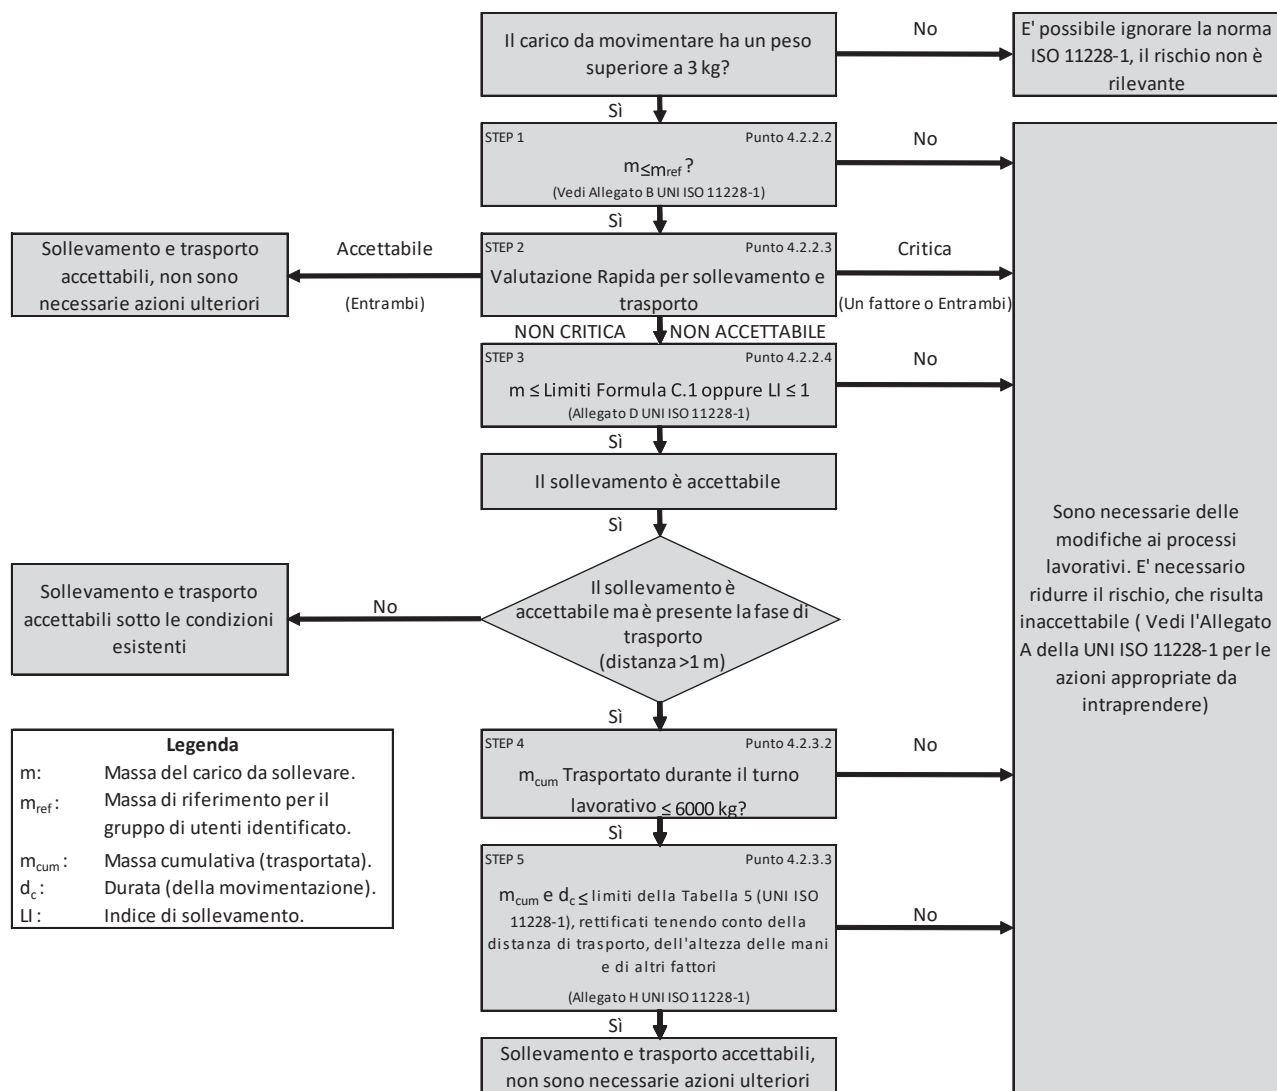 Il carico da movimentare ha un peso
superiore a 3 kg?
No
E' possibile ignorare la norma
ISO 11228-1, il rischio non è
rilevante
Sì
STEP 1
Punto 4.2.2.2
m≤mref ?
(Vedi Allegato B UNI ISO 11228-1)
No
Sì
Sollevamento e trasporto
accettabili, non sono
necessarie azioni ulteriori
Accettabile
(Entrambi)
STEP 2
Punto 4.2.2.3
Valutazione Rapida per sollevamento e
trasporto
Critica
(Un fattore o Entrambi)
NON CRITICA
NON ACCETTABILE
STEP 3
Punto 4.2.2.4
m ≤ Limiti Formula C.1 oppure LI ≤ 1
(Allegato D UNI ISO 11228-1)
No
Sì
Il sollevamento è accettabile
Sì
Sollevamento e trasporto
accettabili sotto le condizioni
esistenti
No
Il sollevamento è
accettabile ma è presente la fase di
trasporto
(distanza >1 m)
Sono necessarie delle
modifiche ai processi
lavorativi. E' necessario
ridurre il rischio, che risulta
inaccettabile ( Vedi l'Allegato
A della UNI ISO 11228-1 per le
azioni appropriate da
intraprendere)
Sì
STEP 4
Punto 4.2.3.2
mcum Trasportato durante il turno
lavorativo ≤ 6000 kg?
No
Sì
STEP 5
Punto 4.2.3.3
mcum e dc ≤ limiti della Tabella 5 (UNI ISO
11228-1), rettificati tenendo conto della
distanza di trasporto, dell'altezza delle mani
e di altri fattori
(Allegato H UNI ISO 11228-1)
No
Sì
Sollevamento e trasporto accettabili,
non sono necessarie azioni ulteriori
Legenda
m: Massa del carico da sollevare.
mref : Massa di riferimento per il
gruppo di utenti identificato.
mcum : Massa cumulativa (trasportata).
dc : Durata (della movimentazione).
LI : Indice di sollevamento.